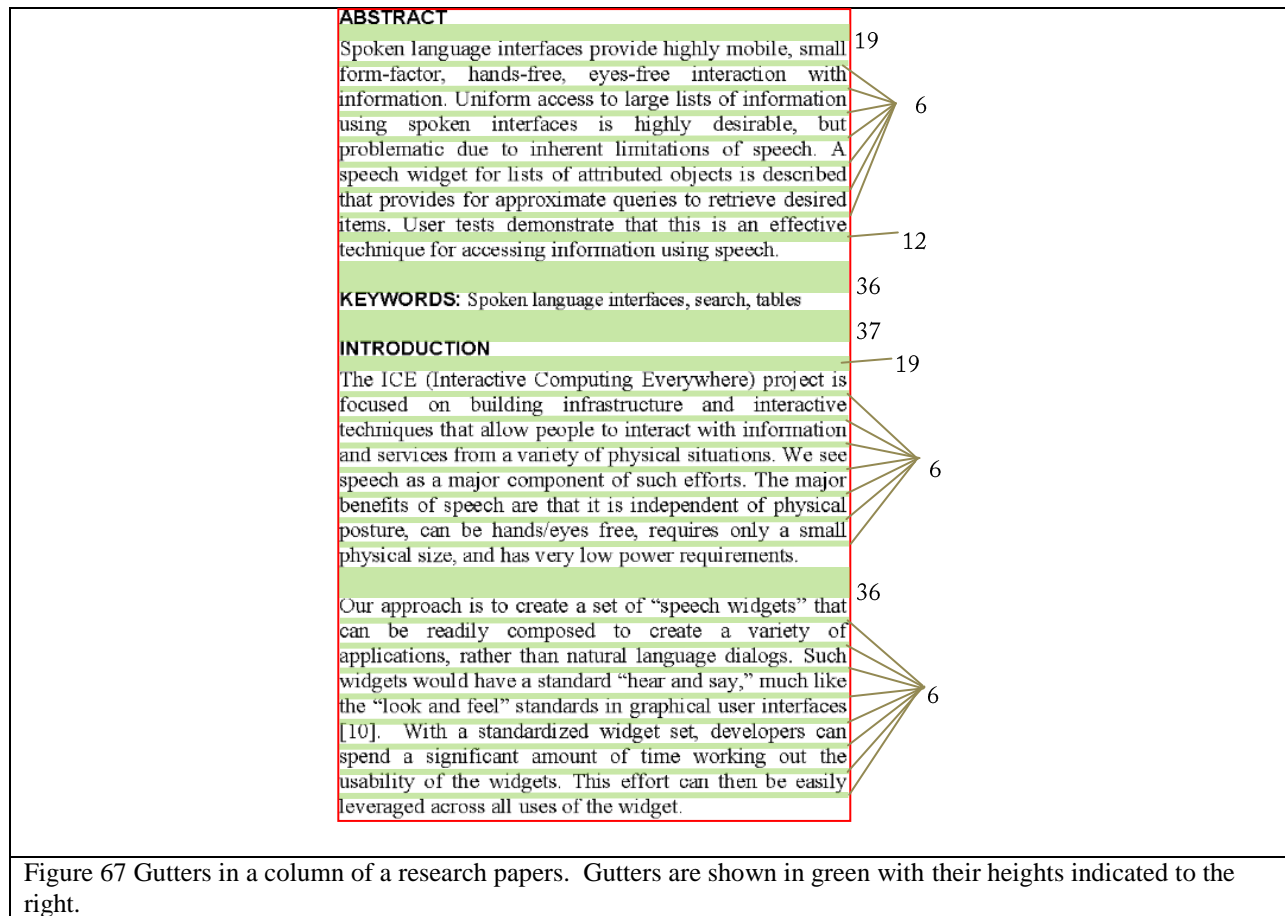 ABSTRACT
19
Spoken language interfaces provide highly mobile, small
form-factor, hands-free, eyes-free interaction with
information. Uniform access to large lists of information
6
using spoken interfaces is highly desirable, but
problematic due to inherent limitations of speech. A
speech widget for lists of attributed objects is described
that provides for approximate queries to retrieve desired
items. User tests demonstrate that this is an effective
12
technique for accessing information using speech.
36
KEYWORDS: Spoken language interfaces, search, tables
37
INTRODUCTION
19
The ICE (Interactive Computing Everywhere) project is
focused on building infrastructure and interactive
techniques that allow people to interact with information
and services from a variety of physical situations. We see
6
speech as a major component of such efforts. The major
benefits of speech are that it is independent of physical
posture, can be hands/eyes free, requires only a small
physical size, and has very low power requirements.
36
Our approach is to create a set of “speech widgets” that
can be readily composed to create a variety of
applications, rather than natural language dialogs. Such
widgets would have a standard “hear and say,” much like
6
the “look and feel” standards in graphical user interfaces
[10]. With a standardized widget set, developers can
spend a significant amount of time working out the
usability of the widgets. This effort can then be easily
leveraged across all uses of the widget.
Figure 67 Gutters in a column of a research papers. Gutters are shown in green with their heights indicated to the
right.